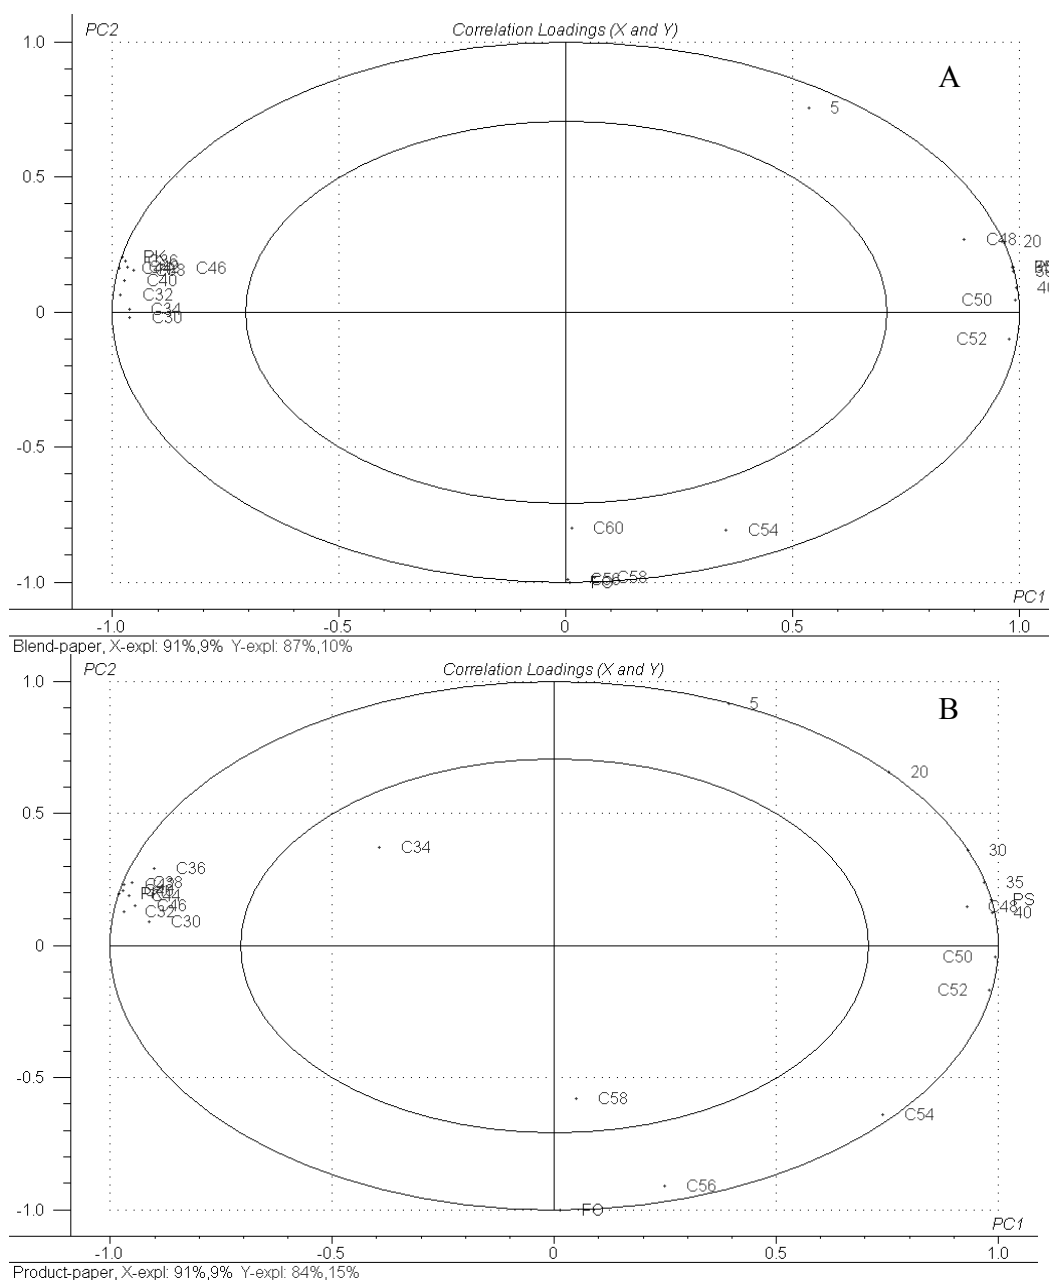 PC2 Correlation Loadings (X and Y)
1.0
A
5
0.5
C48 20
C46
C40
C32
40
C50
C34
0
C30
C52
-0.5
C60 C54
C58
-1.0
PC1
-1.0 -0.5 0 0.5 1.0
Blend-paper, X-expl: 91%,9% Y-expl: 87%,10%
PC2 Correlation Loadings (X and Y)
1.0
5
B
20
0.5
C34 30
C36
35
C44
PS
C46 C48
C32 40
C30
0
C50
C52
-0.5
C58 C54
C56
-1.0 FO
PC1
-1.0 -0.5 0 0.5 1.0
Product-paper, X-expl: 91%,9% Y-expl: 84%,15%